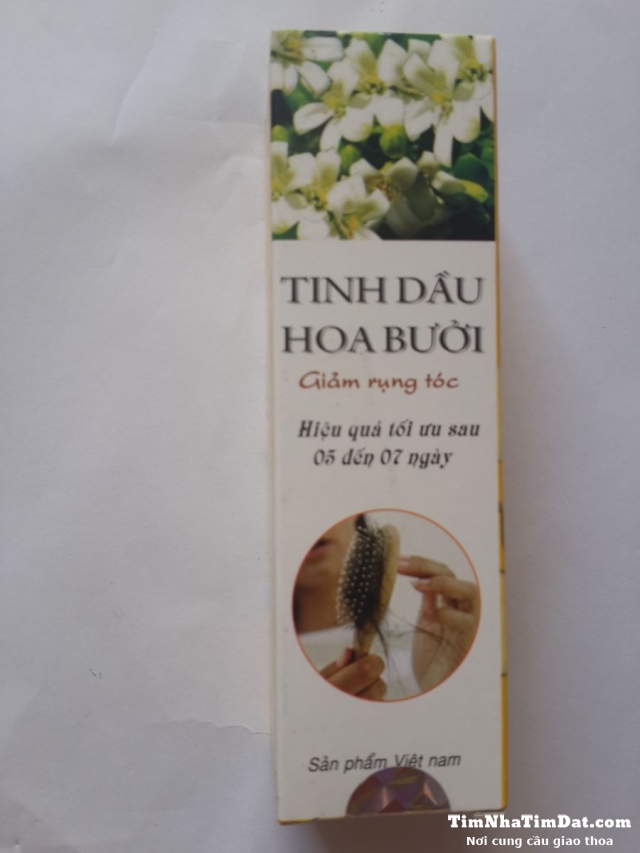 TINH DẦU
HOA BƯỞI
Giảm rụng tóc
Hiệu quả tối ưu sau
05 đến 07 ngày
Sản phẩm Việt nam
TimNhaTimDat.com
Nơi cung cầu giao thoa